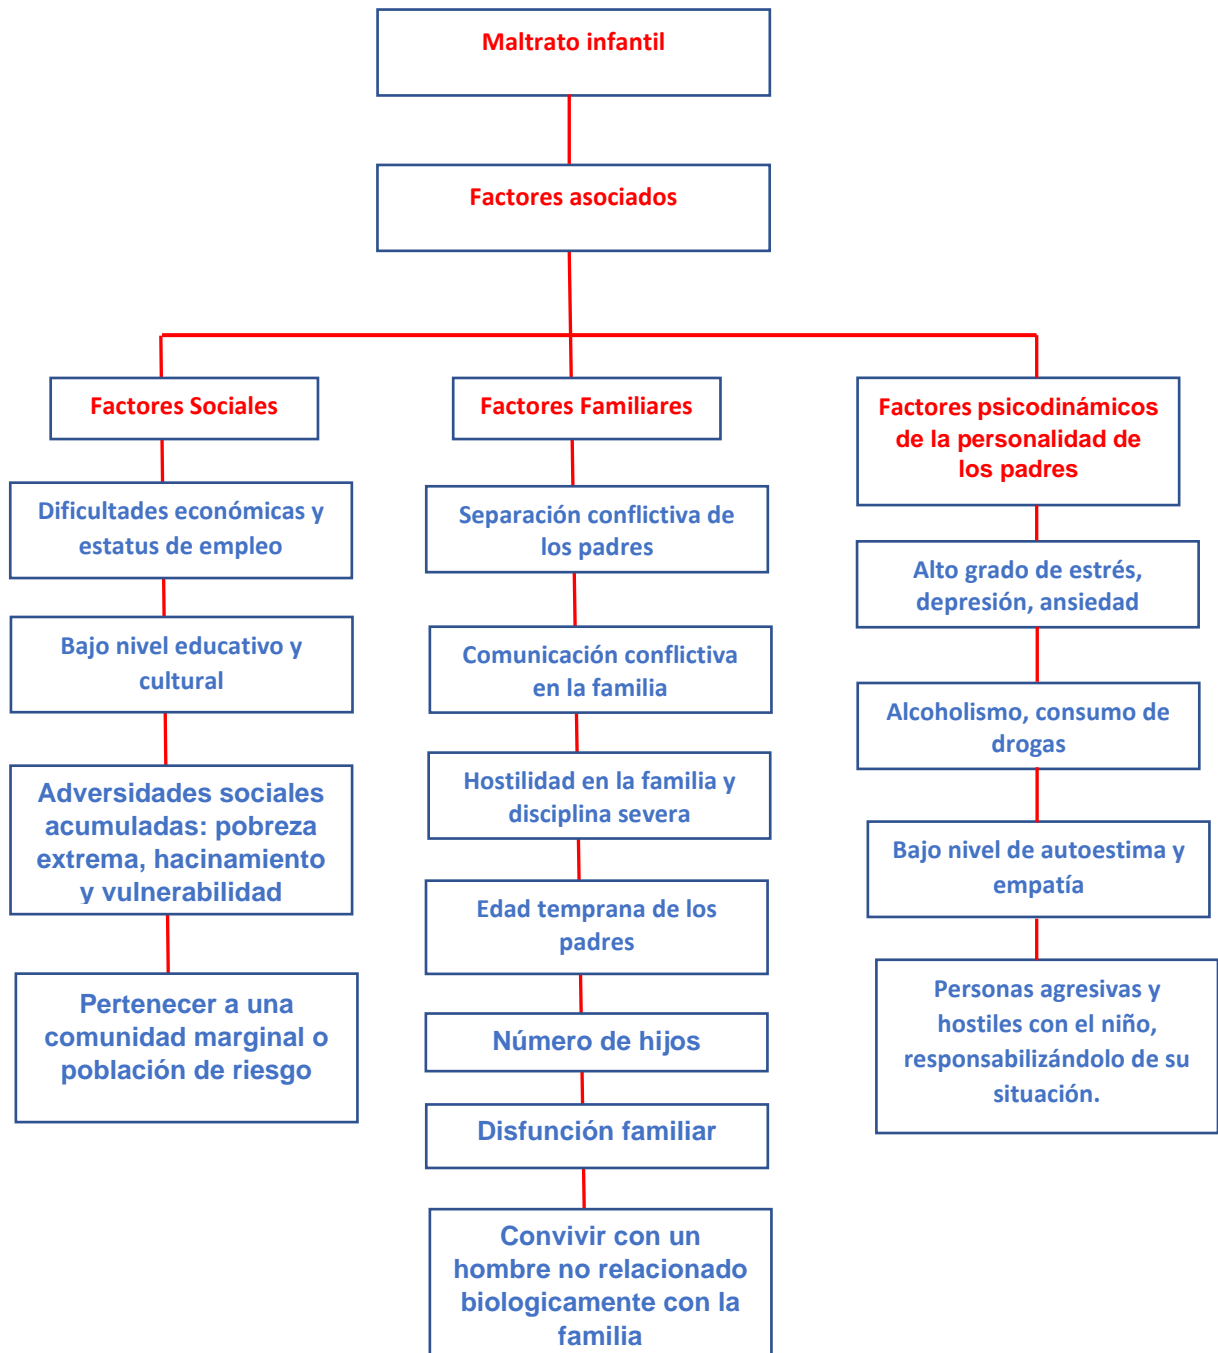 Maltrato infantil
Factores asociados
Factores Sociales
Dificultades económicas y
estatus de empleo
Bajo nivel educativo y
cultural
Adversidades sociales
acumuladas: pobreza
extrema, hacinamiento
y vulnerabilidad
Pertenecer a una
comunidad marginal o
población de riesgo
Factores Familiares
Separación conflictiva de
los padres
Comunicación conflictiva
en la familia
Hostilidad en la familia y
disciplina severa
Edad temprana de los
padres
Número de hijos
Disfunción familiar
Convivir con un
hombre no relacionado
biologicamente con la
familia
Factores psicodinámicos
de la personalidad de
los padres
Alto grado de estrés,
depresión, ansiedad
Alcoholismo, consumo de
drogas
Bajo nivel de autoestima y
empatía
Personas agresivas y
hostiles con el niño,
responsabilizándolo de su
situación.